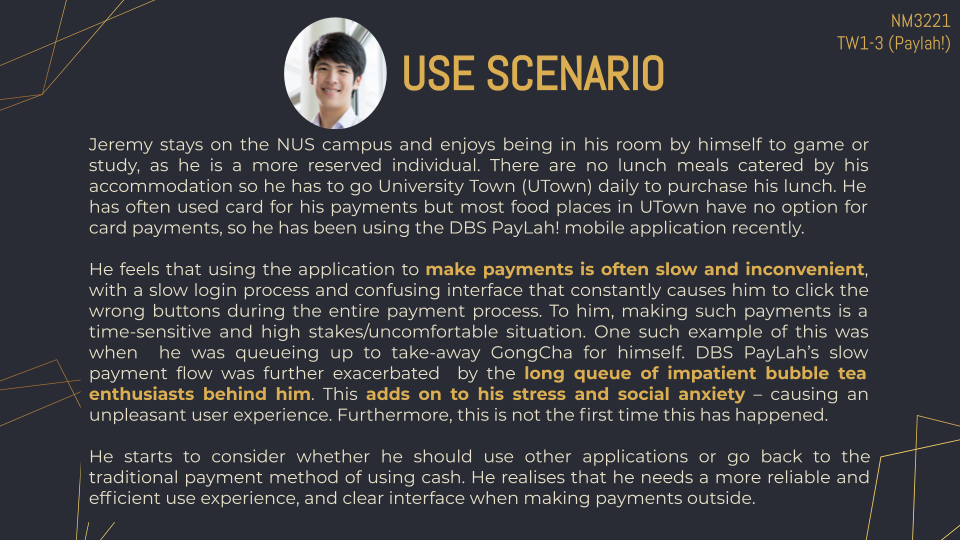 NM3221
TW1-3 (Paylah!)
USE SCENARIO
Jeremy stays on the NUS campus and enjoys being in his room by himself to game or
study, as he is a more reserved individual. There are no lunch meals catered by his
accommodation so he has to go University Town (UTown) daily to purchase his lunch. He
has often used card for his payments but most food places in UTown have no option for
card payments, so he has been using the DBS PayLah! mobile application recently.
He feels that using the application to make payments is often slow and inconvenient,
with a slow login process and confusing interface that constantly causes him to click the
wrong buttons during the entire payment process. To him, making such payments is a
time-sensitive and high stakes/uncomfortable situation. One such example of this was
when he was queueing up to take-away GongCha for himself. DBS PayLah's slow
payment flow was further exacerbated by the long queue of impatient bubble tea
enthusiasts behind him. This adds on to his stress and social anxiety – causing an
unpleasant user experience. Furthermore, this is not the first time this has happened.
He starts to consider whether he should use other applications or go back to the
traditional payment method of using cash. He realises that he needs a more reliable and
efficient use experience, and clear interface when making payments outside.